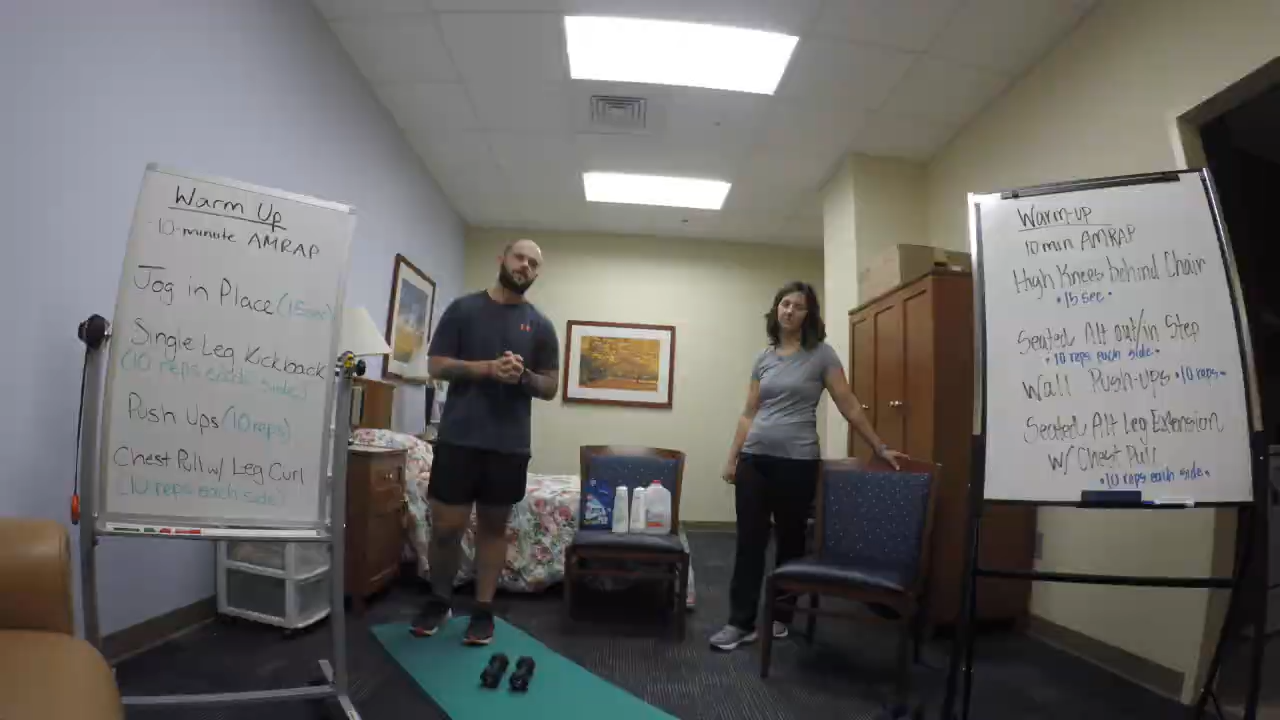 Warm Up
10-minute AMRAP
Jog in Place (15sec)
Single Leg Kickback
(10 reps each side)
Push Ups (10 reps)
Chest Pull w/ Leg Curl
(10 reps each side)
Warm-up
10 min AMRAP
High Knees behind Chair
• 15 sec •
Seated Alt out/in Step
• 10 reps each side •
Wall Push-Ups • 10 reps •
Seated Alt Leg Extension
w/ Chest Pull
• 10 reps each side •